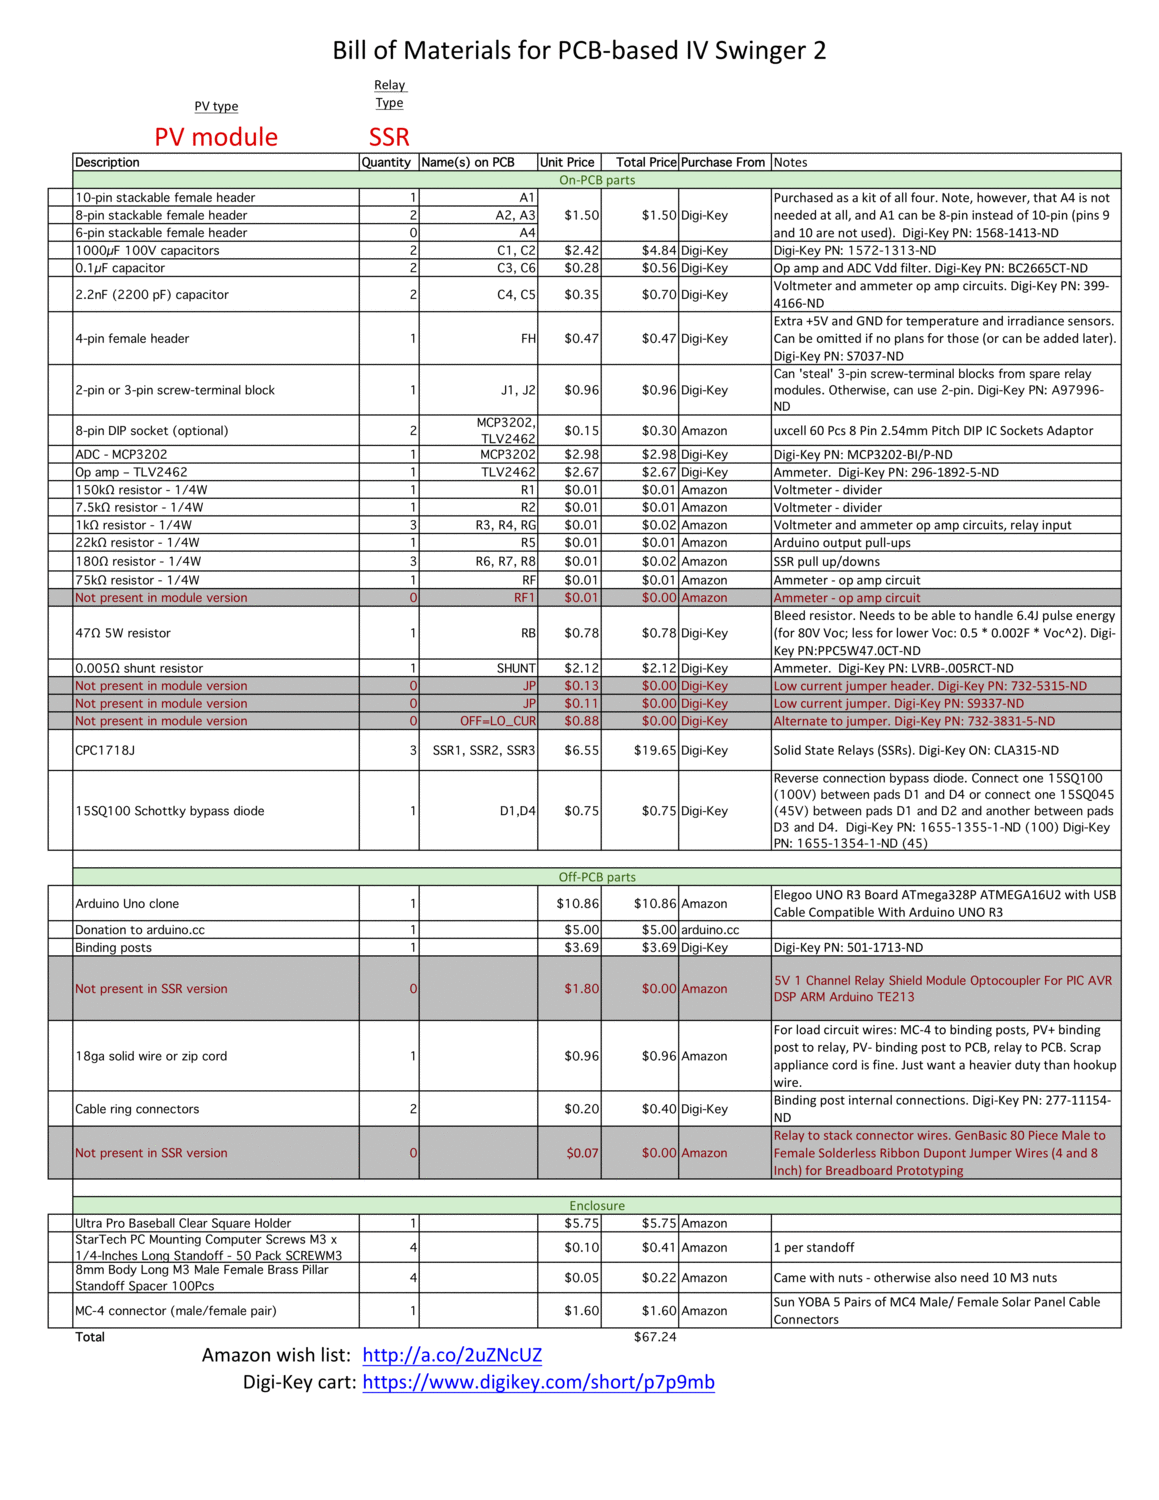 Bill of Materials for PCB-based IV Swinger 2
Relay
PV type Type
PV module SSR
Description Quantity Name(s) on PCB Unit Price Total Price Purchase From Notes
On-PCB parts
10-pin stackable female header 1 A1
8-pin stackable female header 2 A2, A3
6-pin stackable female header 0 A4
$1.50 $1.50 Digi-Key
Purchased as a kit of all four. Note, however, that A4 is not
needed at all, and A1 can be 8-pin instead of 10-pin (pins 9
and 10 are not used). Digi-Key PN: 1568-1413-ND
1000µF 100V capacitors 2 C1, C2 $2.42 $4.84 Digi-Key Digi-Key PN: 1572-1313-ND
0.1µF capacitor 2 C3, C6 $0.28 $0.56 Digi-Key Op amp and ADC Vdd filter. Digi-Key PN: BC2665CT-ND
2.2nF (2200 pF) capacitor 2 C4, C5 $0.35 $0.70 Digi-Key
Voltmeter and ammeter op amp circuits. Digi-Key PN: 399-
4166-ND
4-pin female header 1 FH $0.47 $0.47 Digi-Key
Extra +5V and GND for temperature and irradiance sensors.
Can be omitted if no plans for those (or can be added later).
Digi-Key PN: S7037-ND
2-pin or 3-pin screw-terminal block 1 J1, J2 $0.96 $0.96 Digi-Key
Can 'steal' 3-pin screw-terminal blocks from spare relay
modules. Otherwise, can use 2-pin. Digi-Key PN: A97996-
ND
8-pin DIP socket (optional) 2
MCP3202,
TLV2462
$0.15 $0.30 Amazon uxcell 60 Pcs 8 Pin 2.54mm Pitch DIP IC Sockets Adaptor
ADC - MCP3202 1 MCP3202 $2.98 $2.98 Digi-Key Digi-Key PN: MCP3202-BI/P-ND
Op amp – TLV2462 1 TLV2462 $2.67 $2.67 Digi-Key Ammeter. Digi-Key PN: 296-1892-5-ND
150kΩ resistor - 1/4W 1 R1 $0.01 $0.01 Amazon Voltmeter - divider
7.5kΩ resistor - 1/4W 1 R2 $0.01 $0.01 Amazon Voltmeter - divider
1kΩ resistor - 1/4W 3 R3, R4, RG $0.01 $0.02 Amazon Voltmeter and ammeter op amp circuits, relay input
22kΩ resistor - 1/4W 1 R5 $0.01 $0.01 Amazon Arduino output pull-ups
180Ω resistor - 1/4W 3 R6, R7, R8 $0.01 $0.02 Amazon SSR pull up/downs
75kΩ resistor - 1/4W 1 RF $0.01 $0.01 Amazon Ammeter - op amp circuit
Not present in module version 0 RF1 $0.01 $0.00 Amazon Ammeter - op amp circuit
47Ω 5W resistor 1 RB $0.78 $0.78 Digi-Key
Bleed resistor. Needs to be able to handle 6.4J pulse energy
(for 80V Voc; less for lower Voc: 0.5 * 0.002F * Voc^2). Digi-
Key PN:PPC5W47.0CT-ND
0.005Ω shunt resistor 1 SHUNT $2.12 $2.12 Digi-Key Ammeter. Digi-Key PN: LVRB-.005RCT-ND
Not present in module version 0 JP $0.13 $0.00 Digi-Key Low current jumper header. Digi-Key PN: 732-5315-ND
Not present in module version 0 JP $0.11 $0.00 Digi-Key Low current jumper. Digi-Key PN: S9337-ND
Not present in module version 0 OFF=LO_CUR $0.88 $0.00 Digi-Key Alternate to jumper. Digi-Key PN: 732-3831-5-ND
CPC1718J 3 SSR1, SSR2, SSR3 $6.55 $19.65 Digi-Key Solid State Relays (SSRs). Digi-Key ON: CLA315-ND
15SQ100 Schottky bypass diode 1 D1,D4 $0.75 $0.75 Digi-Key
Reverse connection bypass diode. Connect one 15SQ100
(100V) between pads D1 and D4 or connect one 15SQ045
(45V) between pads D1 and D2 and another between pads
D3 and D4. Digi-Key PN: 1655-1355-1-ND (100) Digi-Key
PN: 1655-1354-1-ND (45)
Off-PCB parts
Arduino Uno clone 1 $10.86 $10.86 Amazon
Elegoo UNO R3 Board ATmega328P ATMEGA16U2 with USB
Cable Compatible With Arduino UNO R3
Donation to arduino.cc 1 $5.00 $5.00 arduino.cc
Binding posts 1 $3.69 $3.69 Digi-Key Digi-Key PN: 501-1713-ND
Not present in SSR version 0 $1.80 $0.00 Amazon
5V 1 Channel Relay Shield Module Optocoupler For PIC AVR
DSP ARM Arduino TE213
18ga solid wire or zip cord 1 $0.96 $0.96 Amazon
For load circuit wires: MC-4 to binding posts, PV+ binding
post to relay, PV- binding post to PCB, relay to PCB. Scrap
appliance cord is fine. Just want a heavier duty than hookup
wire.
Cable ring connectors 2 $0.20 $0.40 Digi-Key
Binding post internal connections. Digi-Key PN: 277-11154-
ND
Not present in SSR version 0 $0.07 $0.00 Amazon
Relay to stack connector wires. GenBasic 80 Piece Male to
Female Solderless Ribbon Dupont Jumper Wires (4 and 8
Inch) for Breadboard Prototyping
Enclosure
Ultra Pro Baseball Clear Square Holder 1 $5.75 $5.75 Amazon
StarTech PC Mounting Computer Screws M3 x
1/4-Inches Long Standoff - 50 Pack SCREWM3
4 $0.10 $0.41 Amazon 1 per standoff
8mm Body Long M3 Male Female Brass Pillar
Standoff Spacer 100Pcs
4 $0.05 $0.22 Amazon Came with nuts - otherwise also need 10 M3 nuts
MC-4 connector (male/female pair) 1 $1.60 $1.60 Amazon
Sun YOBA 5 Pairs of MC4 Male/ Female Solar Panel Cable
Connectors
Total $67.24
Amazon wish list: http://a.co/2uZNcUZ
Digi-Key cart: https://www.digikey.com/short/p7p9mb